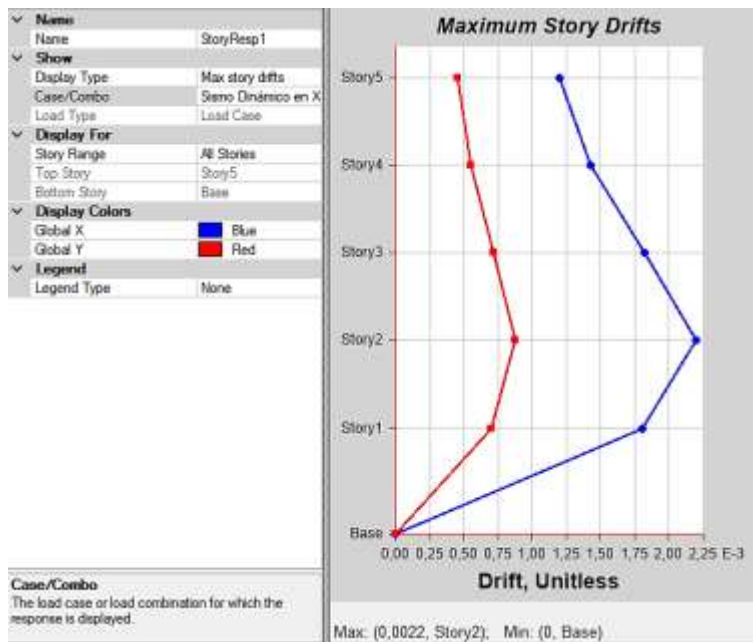 Name
Name StoryResp1
Show
Display Type Max story drifts
Case/Combo Sismo Dinámico en X
Load Type Load Case
Display For
Story Range All Stories
Top Story Story5
Bottom Story Base
Display Colors
Global X Blue
Global Y Red
Legend
Legend Type None
Case/Combo
The load case or load combination for which the
response is displayed.
Maximum Story Drifts
Story5
Story4
Story3
Story2
Story1
Base
0,00 0,25 0,50 0,75 1,00 1,25 1,50 1,75 2,00 2,25 E-3
Drift, Unitless
Max: (0,0022, Story2); Min: (0, Base)